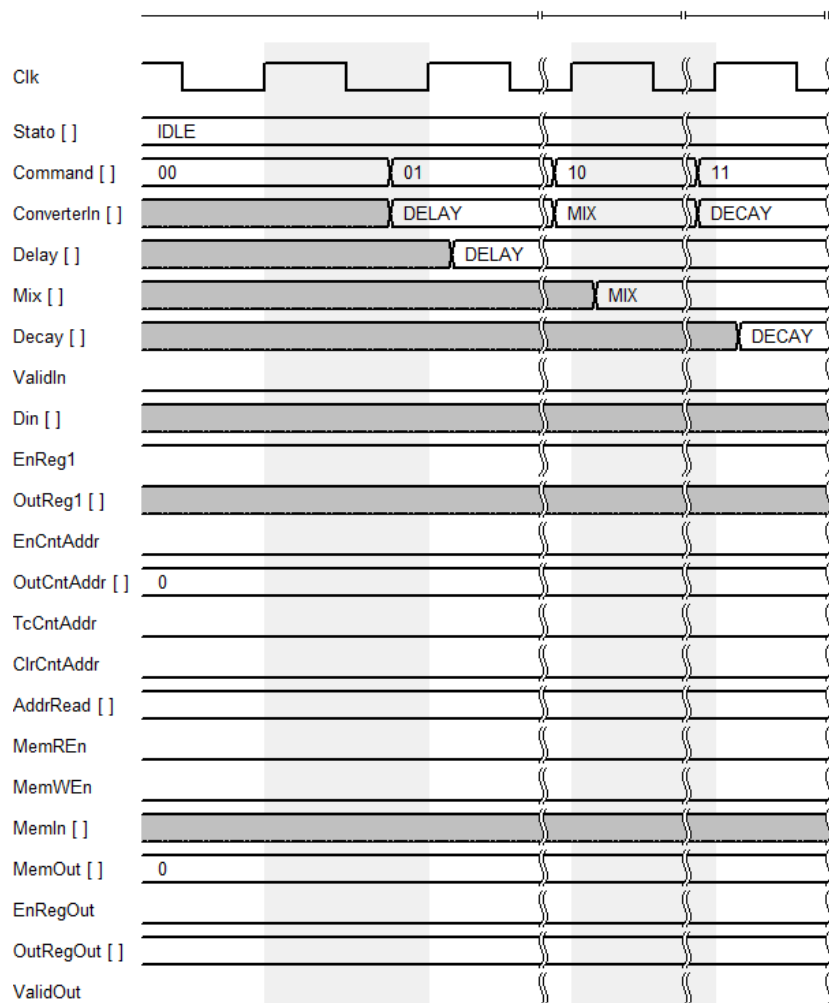 Clk
Stato [ ] IDLE
Command [ ] 00 01 10 11
ConverterIn [ ] DELAY MIX DECAY
Delay [ ] DELAY
Mix [ ] MIX
Decay [ ] DECAY
ValidIn
Din [ ]
EnReg1
OutReg1 [ ]
EnCntAddr
OutCntAddr [ ] 0
TcCntAddr
ClrCntAddr
AddrRead [ ]
MemREn
MemWEn
MemIn [ ]
MemOut [ ] 0
EnRegOut
OutRegOut [ ]
ValidOut